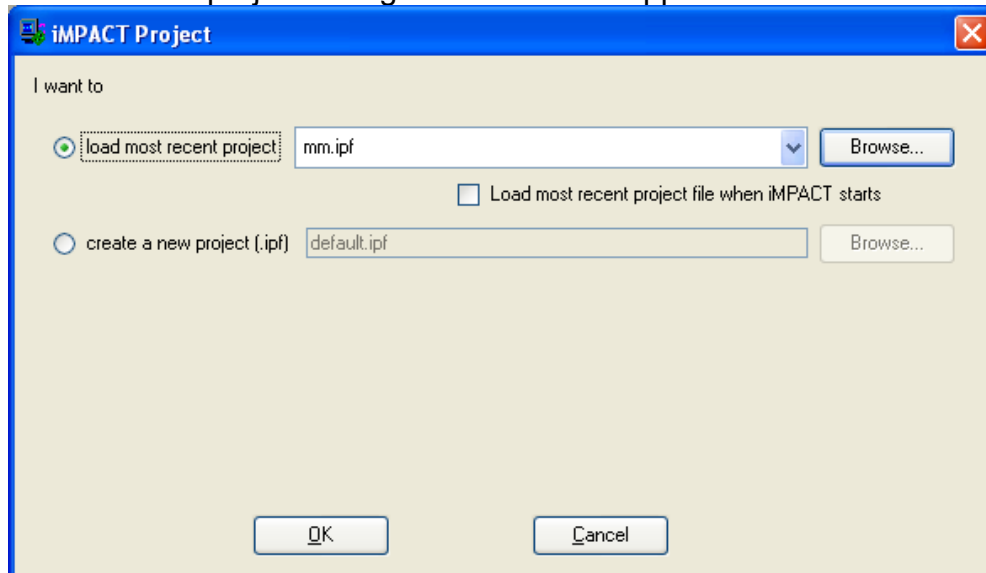 iMPACT Project
I want to
load most recent project mm.ipf Browse...
Load most recent project file when iMPACT starts
create a new project (.ipf) default.ipf Browse...
OK Cancel